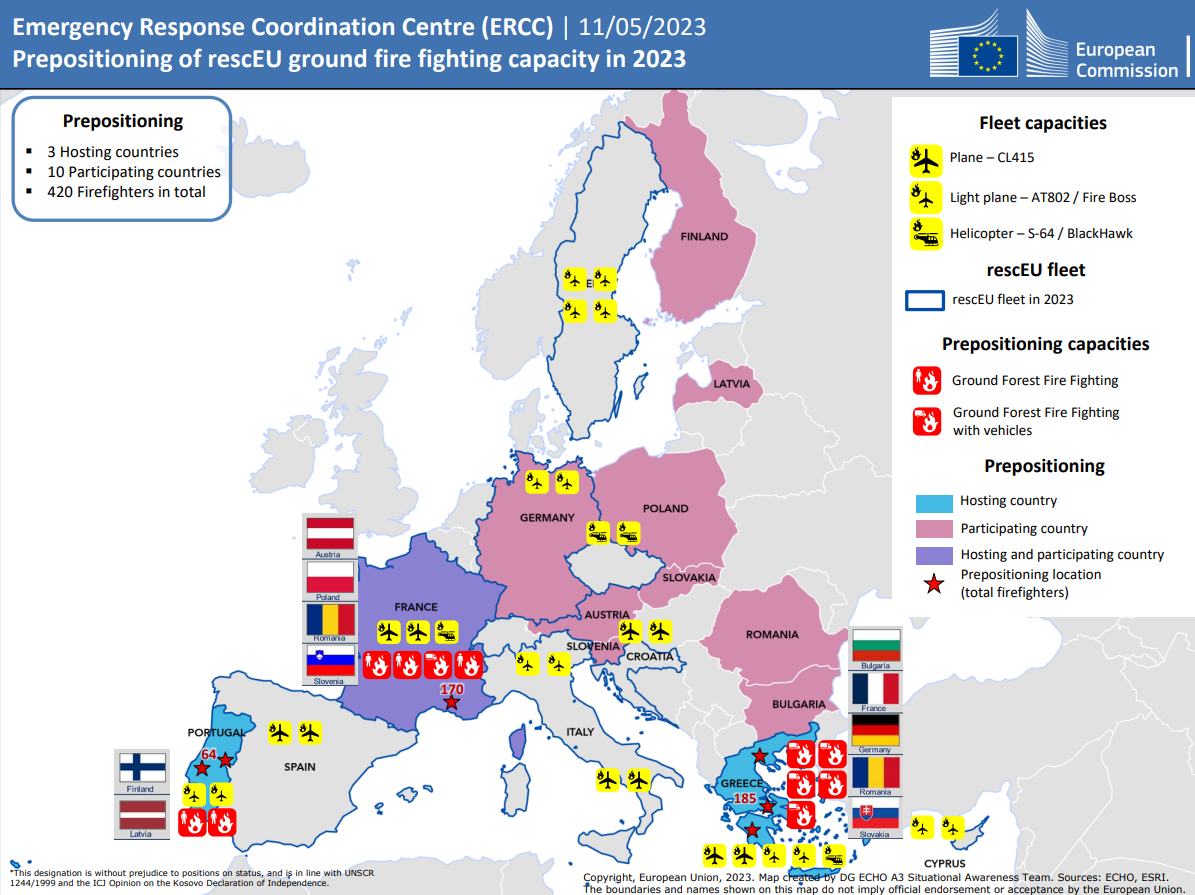 Emergency Response Coordination Centre (ERCC) | 11/05/2023
Prepositioning of rescEU ground fire fighting capacity in 2023
European
Commission
Prepositioning
▪ 3 Hosting countries
▪ 10 Participating countries
▪ 420 Firefighters in total
Fleet capacities
Plane – CL415
Light plane – AT802 / Fire Boss
Helicopter – S-64 / BlackHawk
rescEU fleet
rescEU fleet in 2023
Prepositioning capacities
Ground Forest Fire Fighting
Ground Forest Fire Fighting
with vehicles
Prepositioning
Hosting country
Participating country
Hosting and participating country
Prepositioning location
(total firefighters)
FINLAND
LATVIA
GERMANY
POLAND
SLOVAKIA
AUSTRIA
FRANCE
SLOVENIA
CROATIA
ROMANIA
BULGARIA
170
ITALY
PORTUGAL
64
SPAIN
GREECE
185
CYPRUS
Austria
Poland
Romania
Slovenia
Finland
Latvia
Bulgaria
France
Germany
Romania
Slovakia
*This designation is without prejudice to positions on status, and is in line with UNSCR
1244/1999 and the ICJ Opinion on the Kosovo Declaration of Independence.
Copyright, European Union, 2023. Map created by DG ECHO A3 Situational Awareness Team. Sources: ECHO, ESRI.
The boundaries and names shown on this map do not imply official endorsement or acceptance by the European Union.